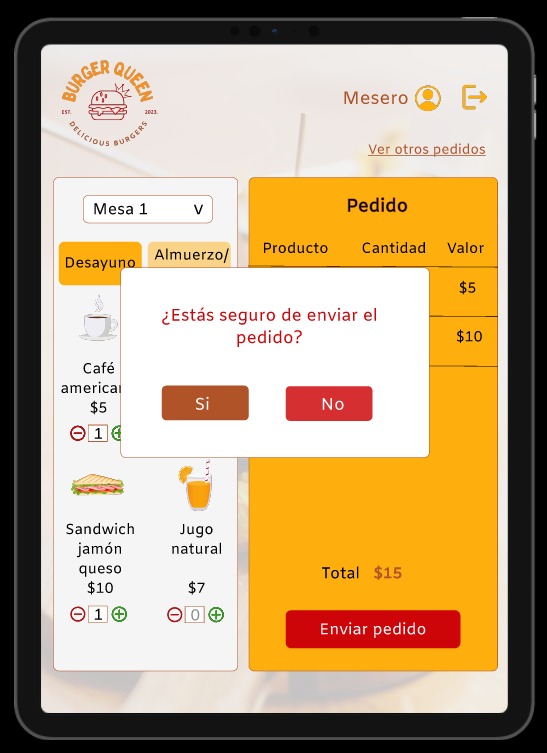 BURGER QUEEN
EST.
2023.
DELICIOUS BURGERS
Mesero
Ver otros pedidos
Mesa 1
V
Pedido
Producto
Cantidad
Valor
Desayuno
Almuerzo/
$5
$10
¿Estás seguro de enviar el
pedido?
Si
No
Café
$5
1
Sandwich
jamón
queso
$10
1
Jugo
natural
$7
0
Total
$15
Enviar pedido